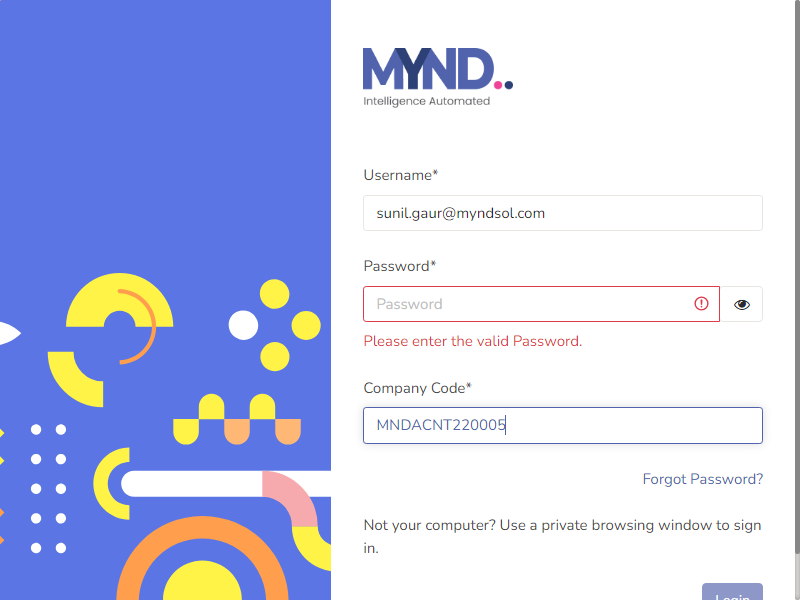 MYND..
Intelligence Automated
Username*
sunil.gaur@myndsol.com
Password*
Password
Please enter the valid Password.
Company Code*
MNDACNT220005
Forgot Password?
Not your computer? Use a private browsing window to sign
in.
Login